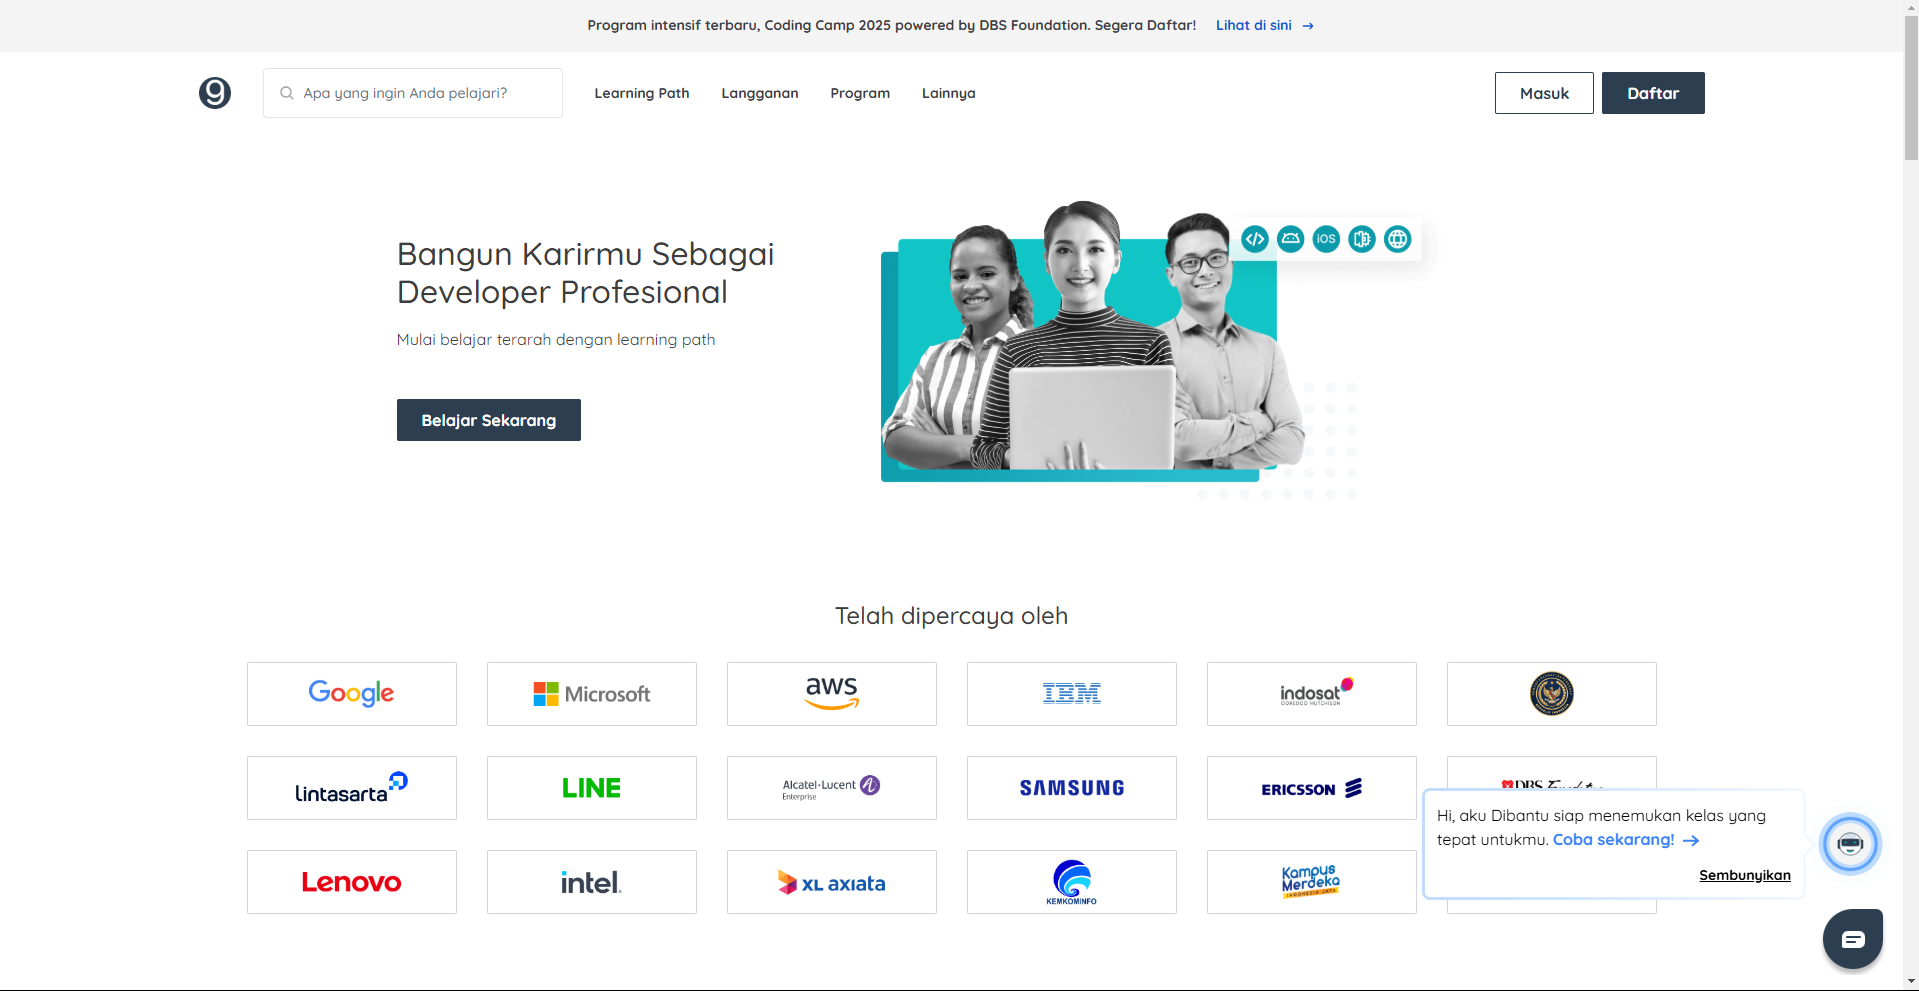 Program intensif terbaru, Coding Camp 2025 powered by DBS Foundation. Segera Daftar! Lihat di sini →
Apa yang ingin Anda pelajari?
Learning Path
Langganan
Program
Lainnya
Masuk
Daftar
Bangun Karirmu Sebagai
Developer Profesional
Mulai belajar terarah dengan learning path
Belajar Sekarang
iOS
Telah dipercaya oleh
Google
Microsoft
aws
IBM
indosat
OOREDOO HUTCHISON
lintasarta
LINE
Alcatel·Lucent
Enterprise
SAMSUNG
ERICSSON
DBS
Hi, aku Dibantu siap menemukan kelas yang
tepat untukmu. Coba sekarang! →
Sembunyikan
Lenovo
intel.
XL axiata
KEMKOMINFO
Kampus
Merdeka
INDONESIA JAYA